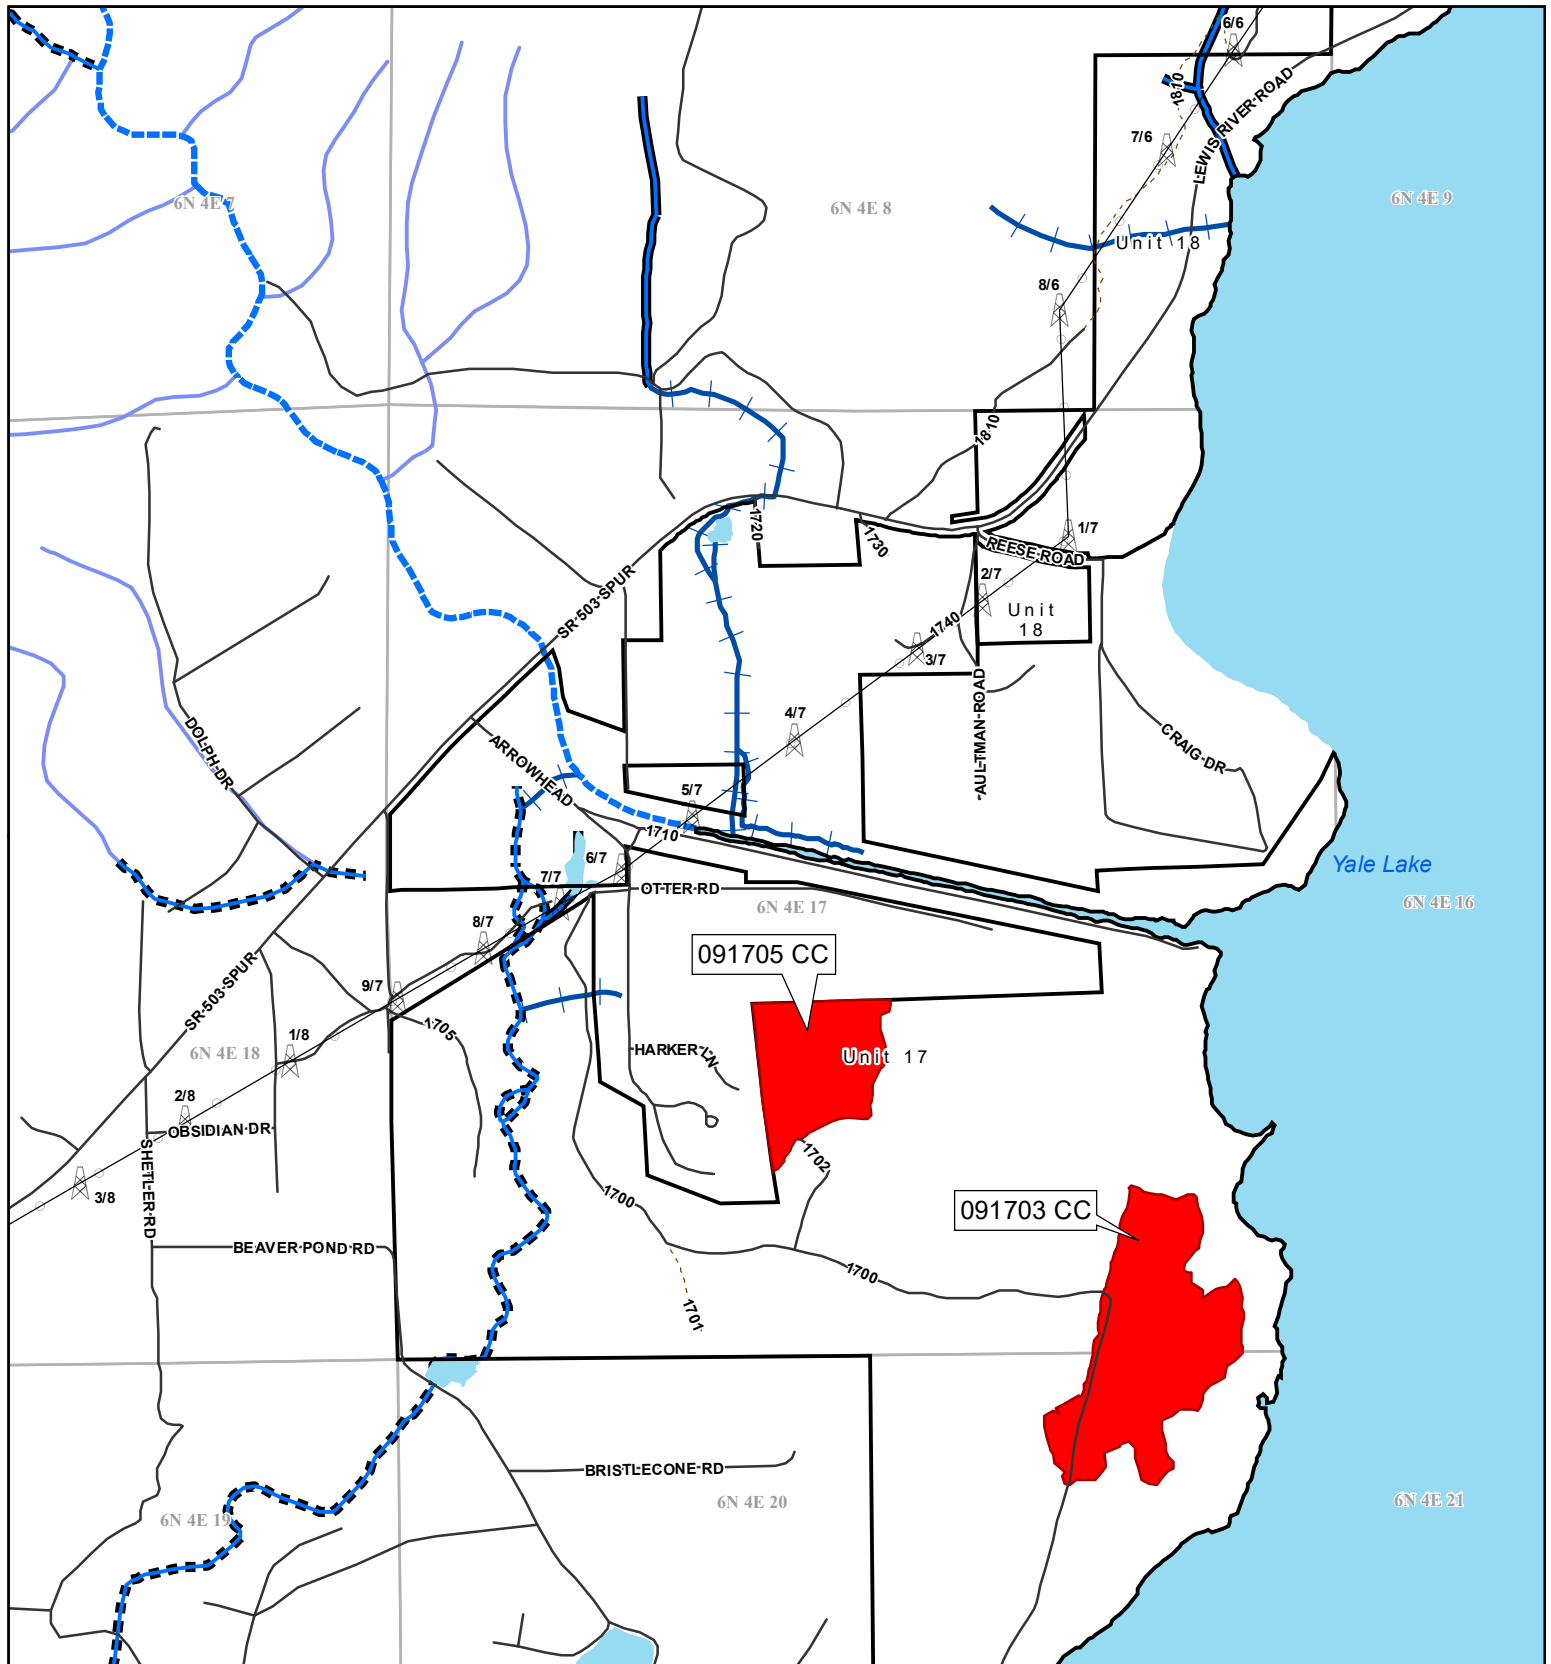 6/6
1810
LEWIS RIVER ROAD
7/6
6N 4E 7
6N 4E 8
6N 4E 9
Unit 18
8/6
1810
1720
1730
1/7
REESE ROAD
2/7
SR 503 SPUR
Unit
18
1740
3/7
AULTMAN ROAD
4/7
CRAIG DR
DOLPH DR
ARROWHEAD
5/7
1710
6/7
Yale Lake
7/7
OTTER RD
6N 4E 17
6N 4E 16
8/7
091705 CC
SR 503 SPUR
9/7
1705
1/8
6N 4E 18
HARKER LN
Unit 17
2/8
OBSIDIAN DR
SHETLER RD
1702
3/8
1700
091703 CC
BEAVER POND RD
1700
1701
BRISTLECONE RD
6N 4E 20
6N 4E 21
6N 4E 19